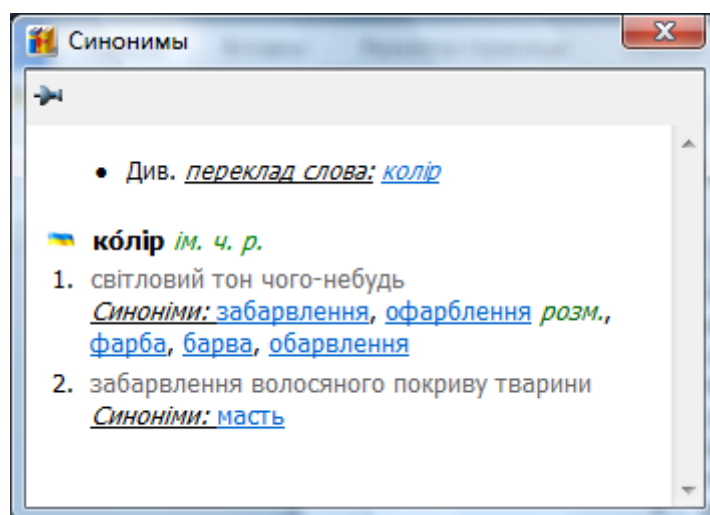 Синонимы
• Див. переклад слова: колір
ко́лір ім. ч. р.
1. світловий тон чого-небудь
Синоніми: забарвлення, офарблення розм.,
фарба, барва, обарвлення
2. забарвлення волосяного покриву тварини
Синоніми: масть